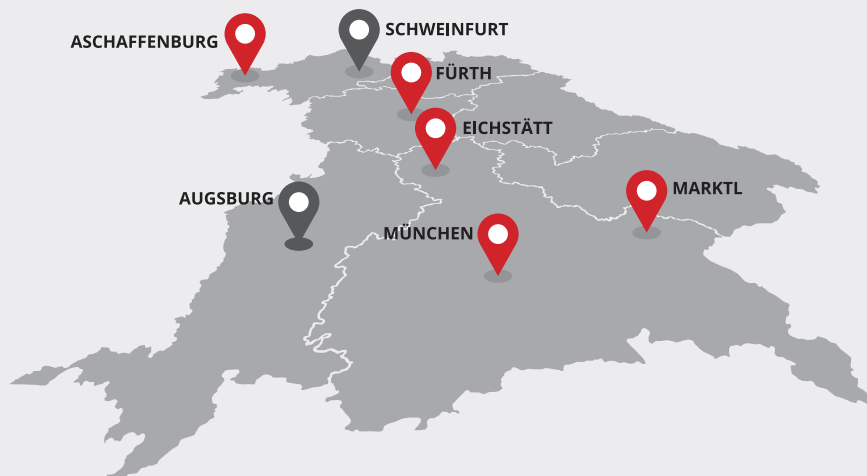 SCHWEINFURT
ASCHAFFENBURG
FÜRTH
EICHSTÄTT
MARKTL
AUGSBURG
MÜNCHEN